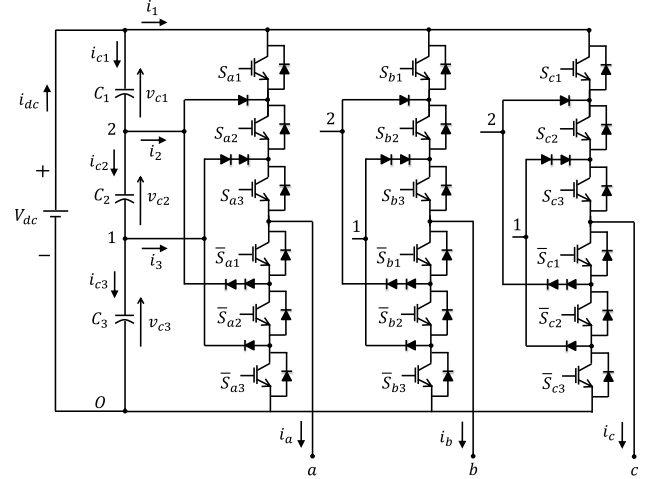 i1
ic1
Sa1
Sb1
Sc1
idc
C1
vc1
2
2
2
i2
Sa2
Sb2
Sc2
ic2
+
Sa3
Sb3
Sc3
Vdc
C2
vc2
1
1
1
i3
−
S̅a1
S̅b1
S̅c1
ic3
C3
vc3
S̅a2
S̅b2
S̅c2
S̅a3
S̅b3
S̅c3
O
ia
ib
ic
a
b
c